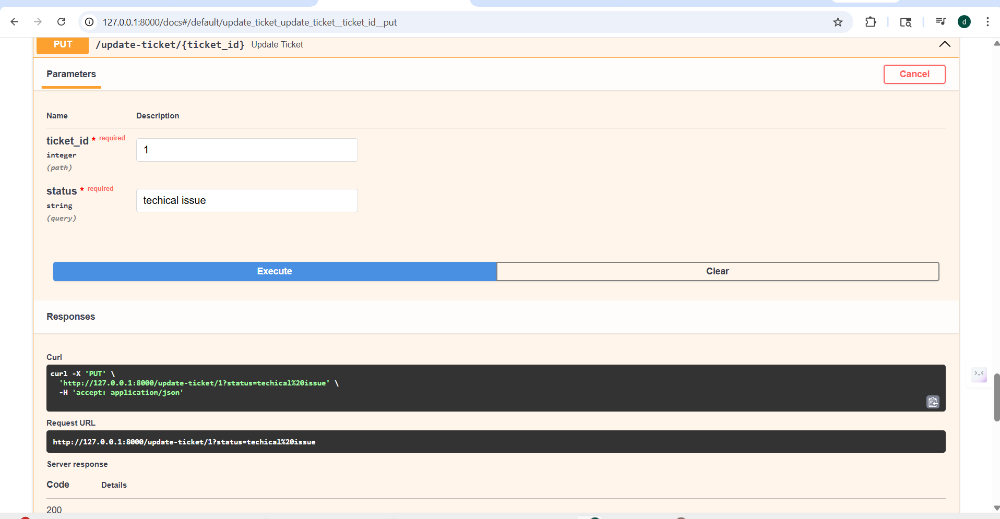 127.0.0.1:8000/docs#/default/update_ticket_update_ticket__ticket_id__put
d
PUT /update-ticket/{ticket_id} Update Ticket
Parameters
Cancel
Name Description
ticket_id * required
integer
(path)
1
status * required
string
(query)
techical issue
Execute Clear
Responses
Curl
curl -X 'PUT' \
'http://127.0.0.1:8000/update-ticket/1?status=techical%20issue' \
-H 'accept: application/json'
Request URL
http://127.0.0.1:8000/update-ticket/1?status=techical%20issue
Server response
Code Details
200